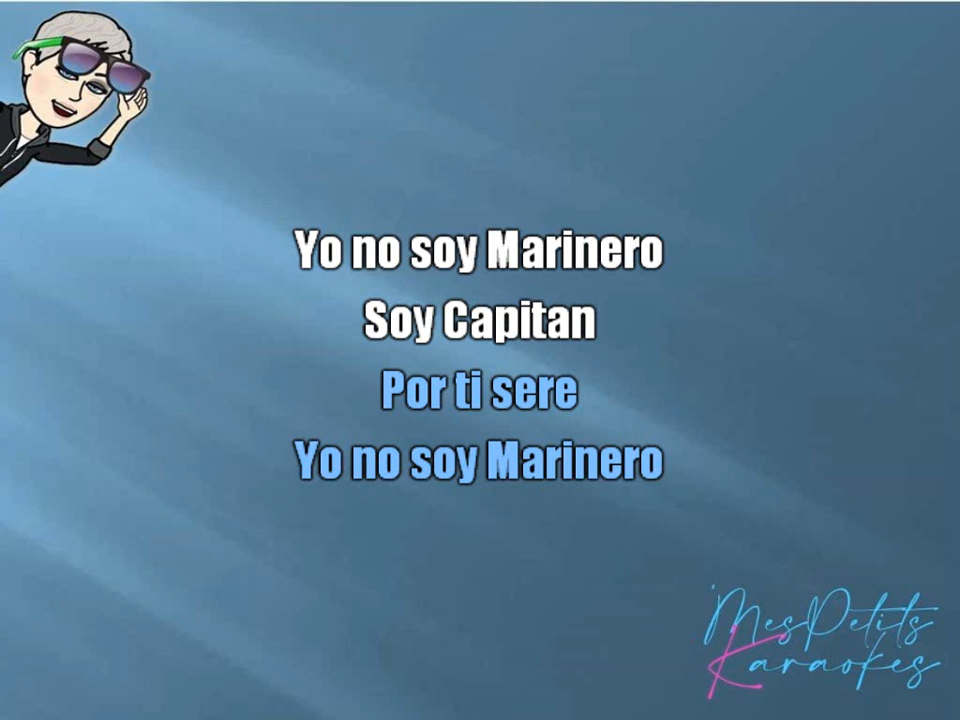 Yo no soy Marinero
Soy Capitan
Por ti sere
Yo no soy Marinero
MesPetits
Karaokes